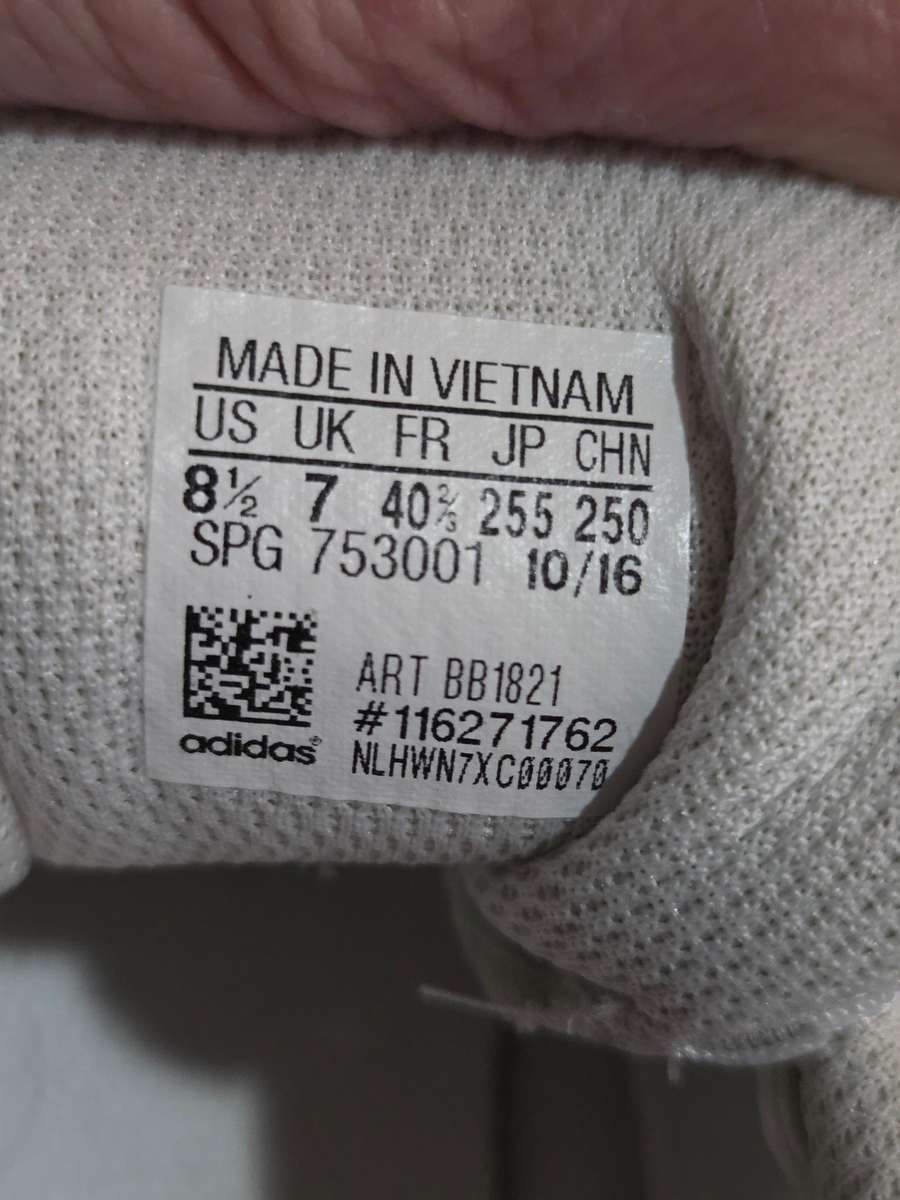 MADE IN VIETNAM
US UK FR JP CHN
8½ 7 40⅔ 255 250
SPG 753001 10/16
ART BB1821
#116271762
adidas®
NLHWN7XC00070